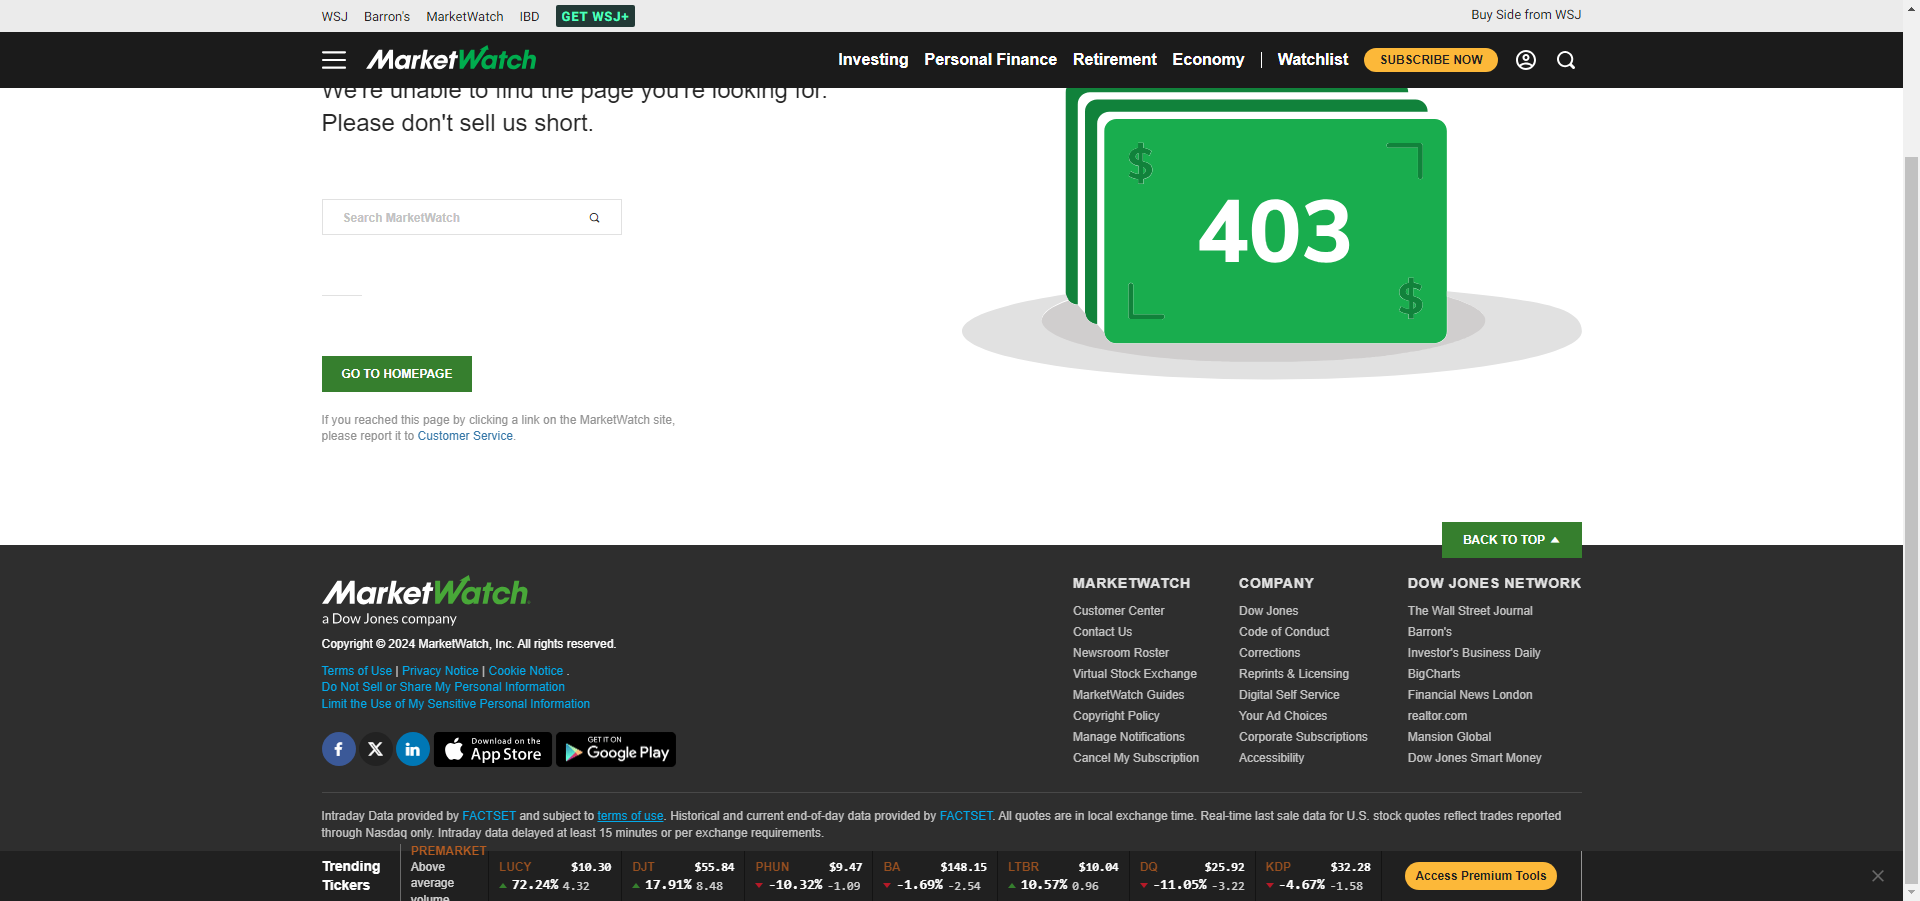 WSJ Barron's MarketWatch IBD GET WSJ+ Buy Side from WSJ
MarketWatch Investing Personal Finance Retirement Economy | Watchlist SUBSCRIBE NOW
We're unable to find the page you're looking for.
Please don't sell us short.
Search MarketWatch
$
403
$
GO TO HOMEPAGE
If you reached this page by clicking a link on the MarketWatch site,
please report it to Customer Service.
BACK TO TOP
MarketWatch
a Dow Jones company
Copyright © 2024 MarketWatch, Inc. All rights reserved.
Terms of Use | Privacy Notice | Cookie Notice .
Do Not Sell or Share My Personal Information
Limit the Use of My Sensitive Personal Information
f X in Download on the App Store GET IT ON Google Play
MARKETWATCH
Customer Center
Contact Us
Newsroom Roster
Virtual Stock Exchange
MarketWatch Guides
Copyright Policy
Manage Notifications
Cancel My Subscription
COMPANY
Dow Jones
Code of Conduct
Corrections
Reprints & Licensing
Digital Self Service
Your Ad Choices
Corporate Subscriptions
Accessibility
DOW JONES NETWORK
The Wall Street Journal
Barron's
Investor's Business Daily
BigCharts
Financial News London
realtor.com
Mansion Global
Dow Jones Smart Money
Intraday Data provided by FACTSET and subject to terms of use. Historical and current end-of-day data provided by FACTSET. All quotes are in local exchange time. Real-time last sale data for U.S. stock quotes reflect trades reported
through Nasdaq only. Intraday data delayed at least 15 minutes or per exchange requirements.
Trending
Tickers
PREMARKET
Above
average
volume
LUCY $10.30
72.24% 4.32
DJT $55.84
17.91% 8.48
PHUN $9.47
-10.32% -1.09
BA $148.15
-1.69% -2.54
LTBR $10.04
10.57% 0.96
DQ $25.92
-11.05% -3.22
KDP $32.28
-4.67% -1.58
Access Premium Tools